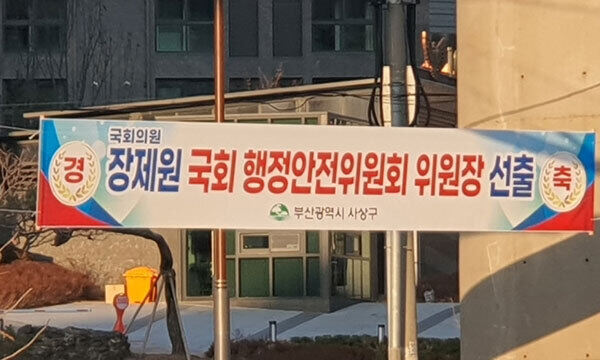 국회의원
경 장제원 국회 행정안전위원회 위원장 선출 축
부산광역시 사상구